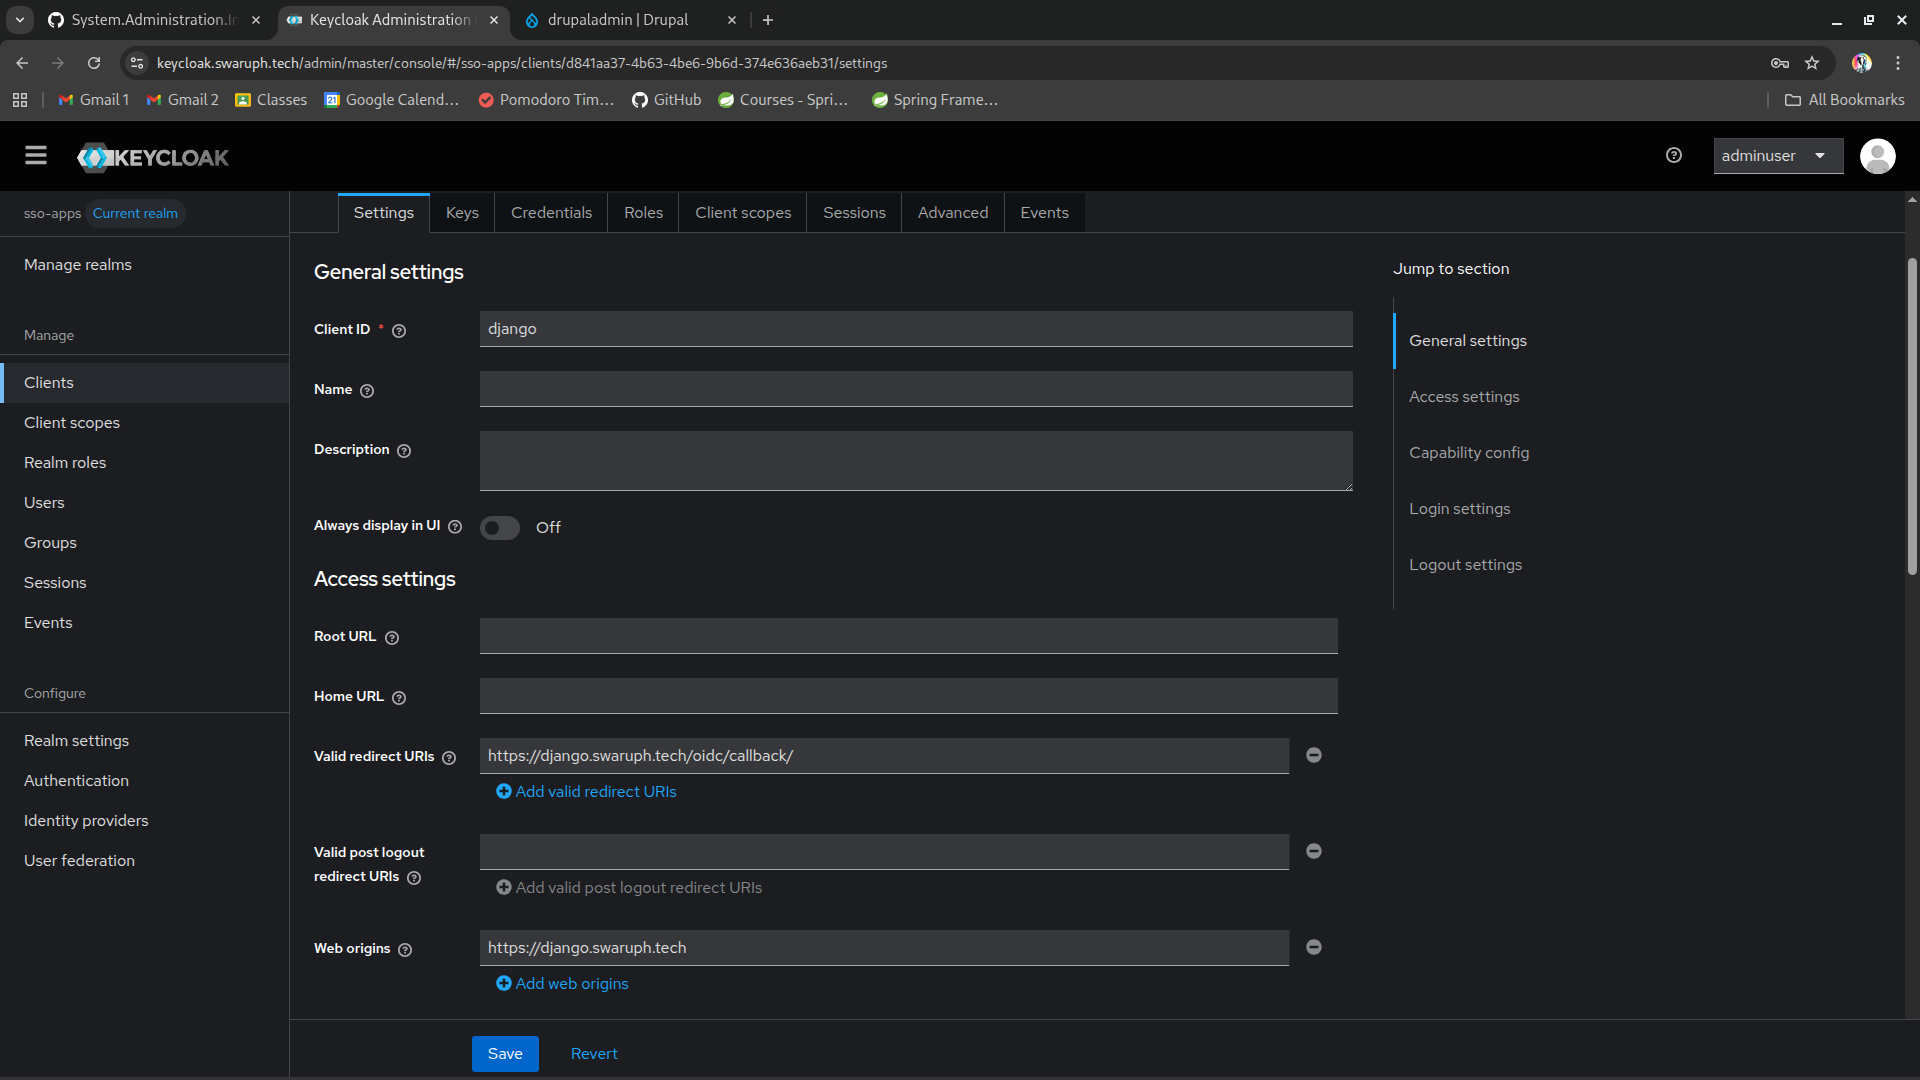 System.Administration.In
Keycloak Administration
drupaladmin | Drupal
keycloak.swaruph.tech/admin/master/console/#/sso-apps/clients/d841aa37-4b63-4be6-9b6d-374e636aeb31/settings
Gmail 1
Gmail 2
Classes
Google Calend...
Pomodoro Tim...
GitHub
Courses - Spri...
Spring Frame...
All Bookmarks
KEYCLOAK
adminuser
sso-apps Current realm
Manage realms
Manage
Clients
Client scopes
Realm roles
Users
Groups
Sessions
Events
Configure
Realm settings
Authentication
Identity providers
User federation
Settings
Keys
Credentials
Roles
Client scopes
Sessions
Advanced
Events
General settings
Client ID *
django
Name
Description
Always display in UI
Off
Access settings
Root URL
Home URL
Valid redirect URIs
https://django.swaruph.tech/oidc/callback/
Add valid redirect URIs
Valid post logout
redirect URIs
Add valid post logout redirect URIs
Web origins
https://django.swaruph.tech
Add web origins
Save
Revert
Jump to section
General settings
Access settings
Capability config
Login settings
Logout settings